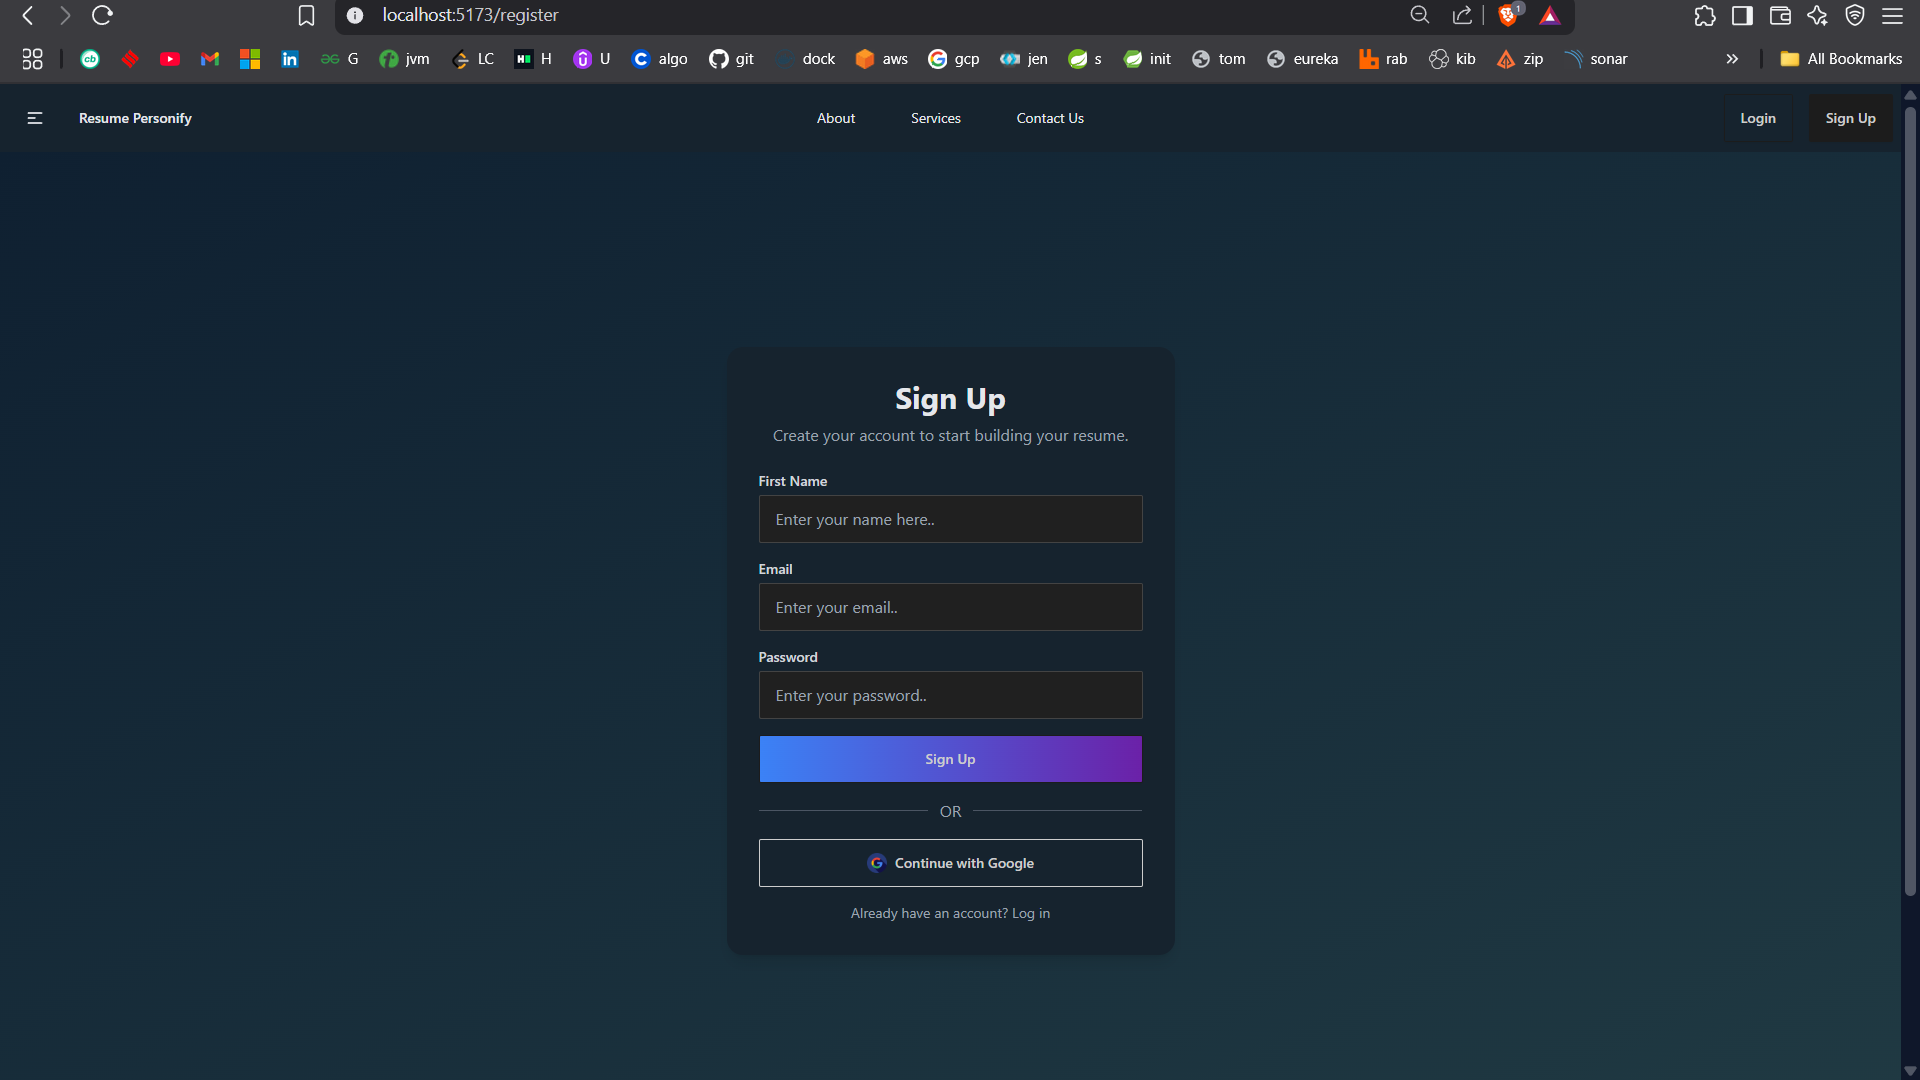 localhost:5173/register
1
cb
G
jvm
LC
H
U
algo
git
dock
aws
gcp
jen
s
init
tom
eureka
rab
kib
zip
sonar
All Bookmarks
Resume Personify
About
Services
Contact Us
Login
Sign Up
Sign Up
Create your account to start building your resume.
First Name
Enter your name here..
Email
Enter your email..
Password
Enter your password..
Sign Up
OR
Continue with Google
Already have an account? Log in